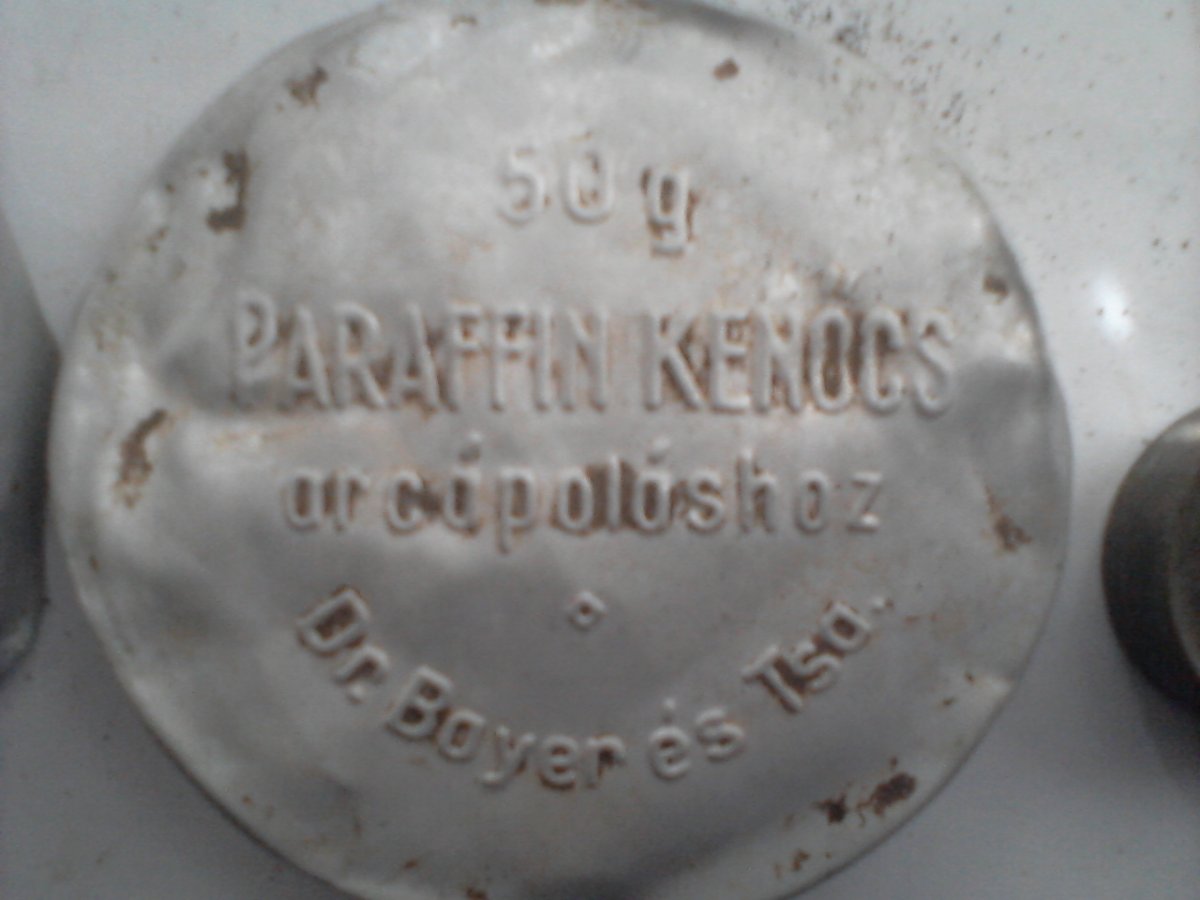 50 g
PARAFFIN KENOCS
arcápoláshoz
Dr. Bayer és Tsa.